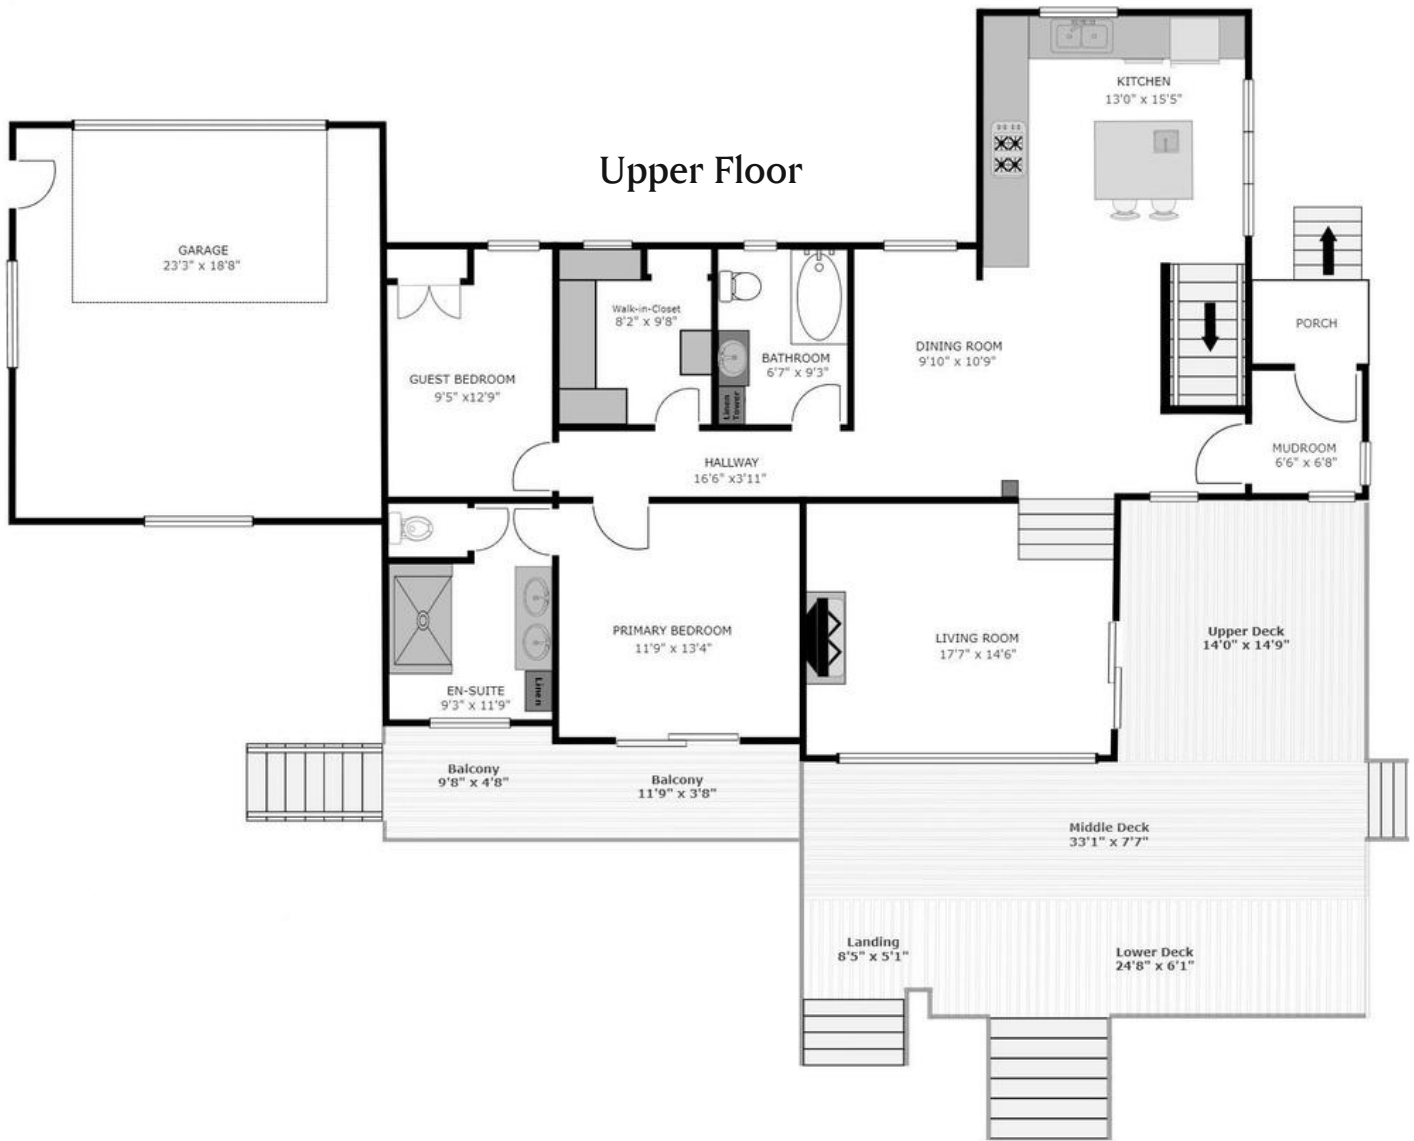 KITCHEN
13'0" x 15'5"
Upper Floor
GARAGE
23'3" x 18'8"
Walk-in-Closet
8'2" x 9'8"
PORCH
DINING ROOM
9'10" x 10'9"
BATHROOM
6'7" x 9'3"
GUEST BEDROOM
9'5" x12'9"
Linen
Tower
HALLWAY
16'6" x3'11"
MUDROOM
6'6" x 6'8"
PRIMARY BEDROOM
11'9" x 13'4"
LIVING ROOM
17'7" x 14'6"
Upper Deck
14'0" x 14'9"
EN-SUITE
9'3" x 11'9"
Linen
Balcony
9'8" x 4'8"
Balcony
11'9" x 3'8"
Middle Deck
33'1" x 7'7"
Landing
8'5" x 5'1"
Lower Deck
24'8" x 6'1"